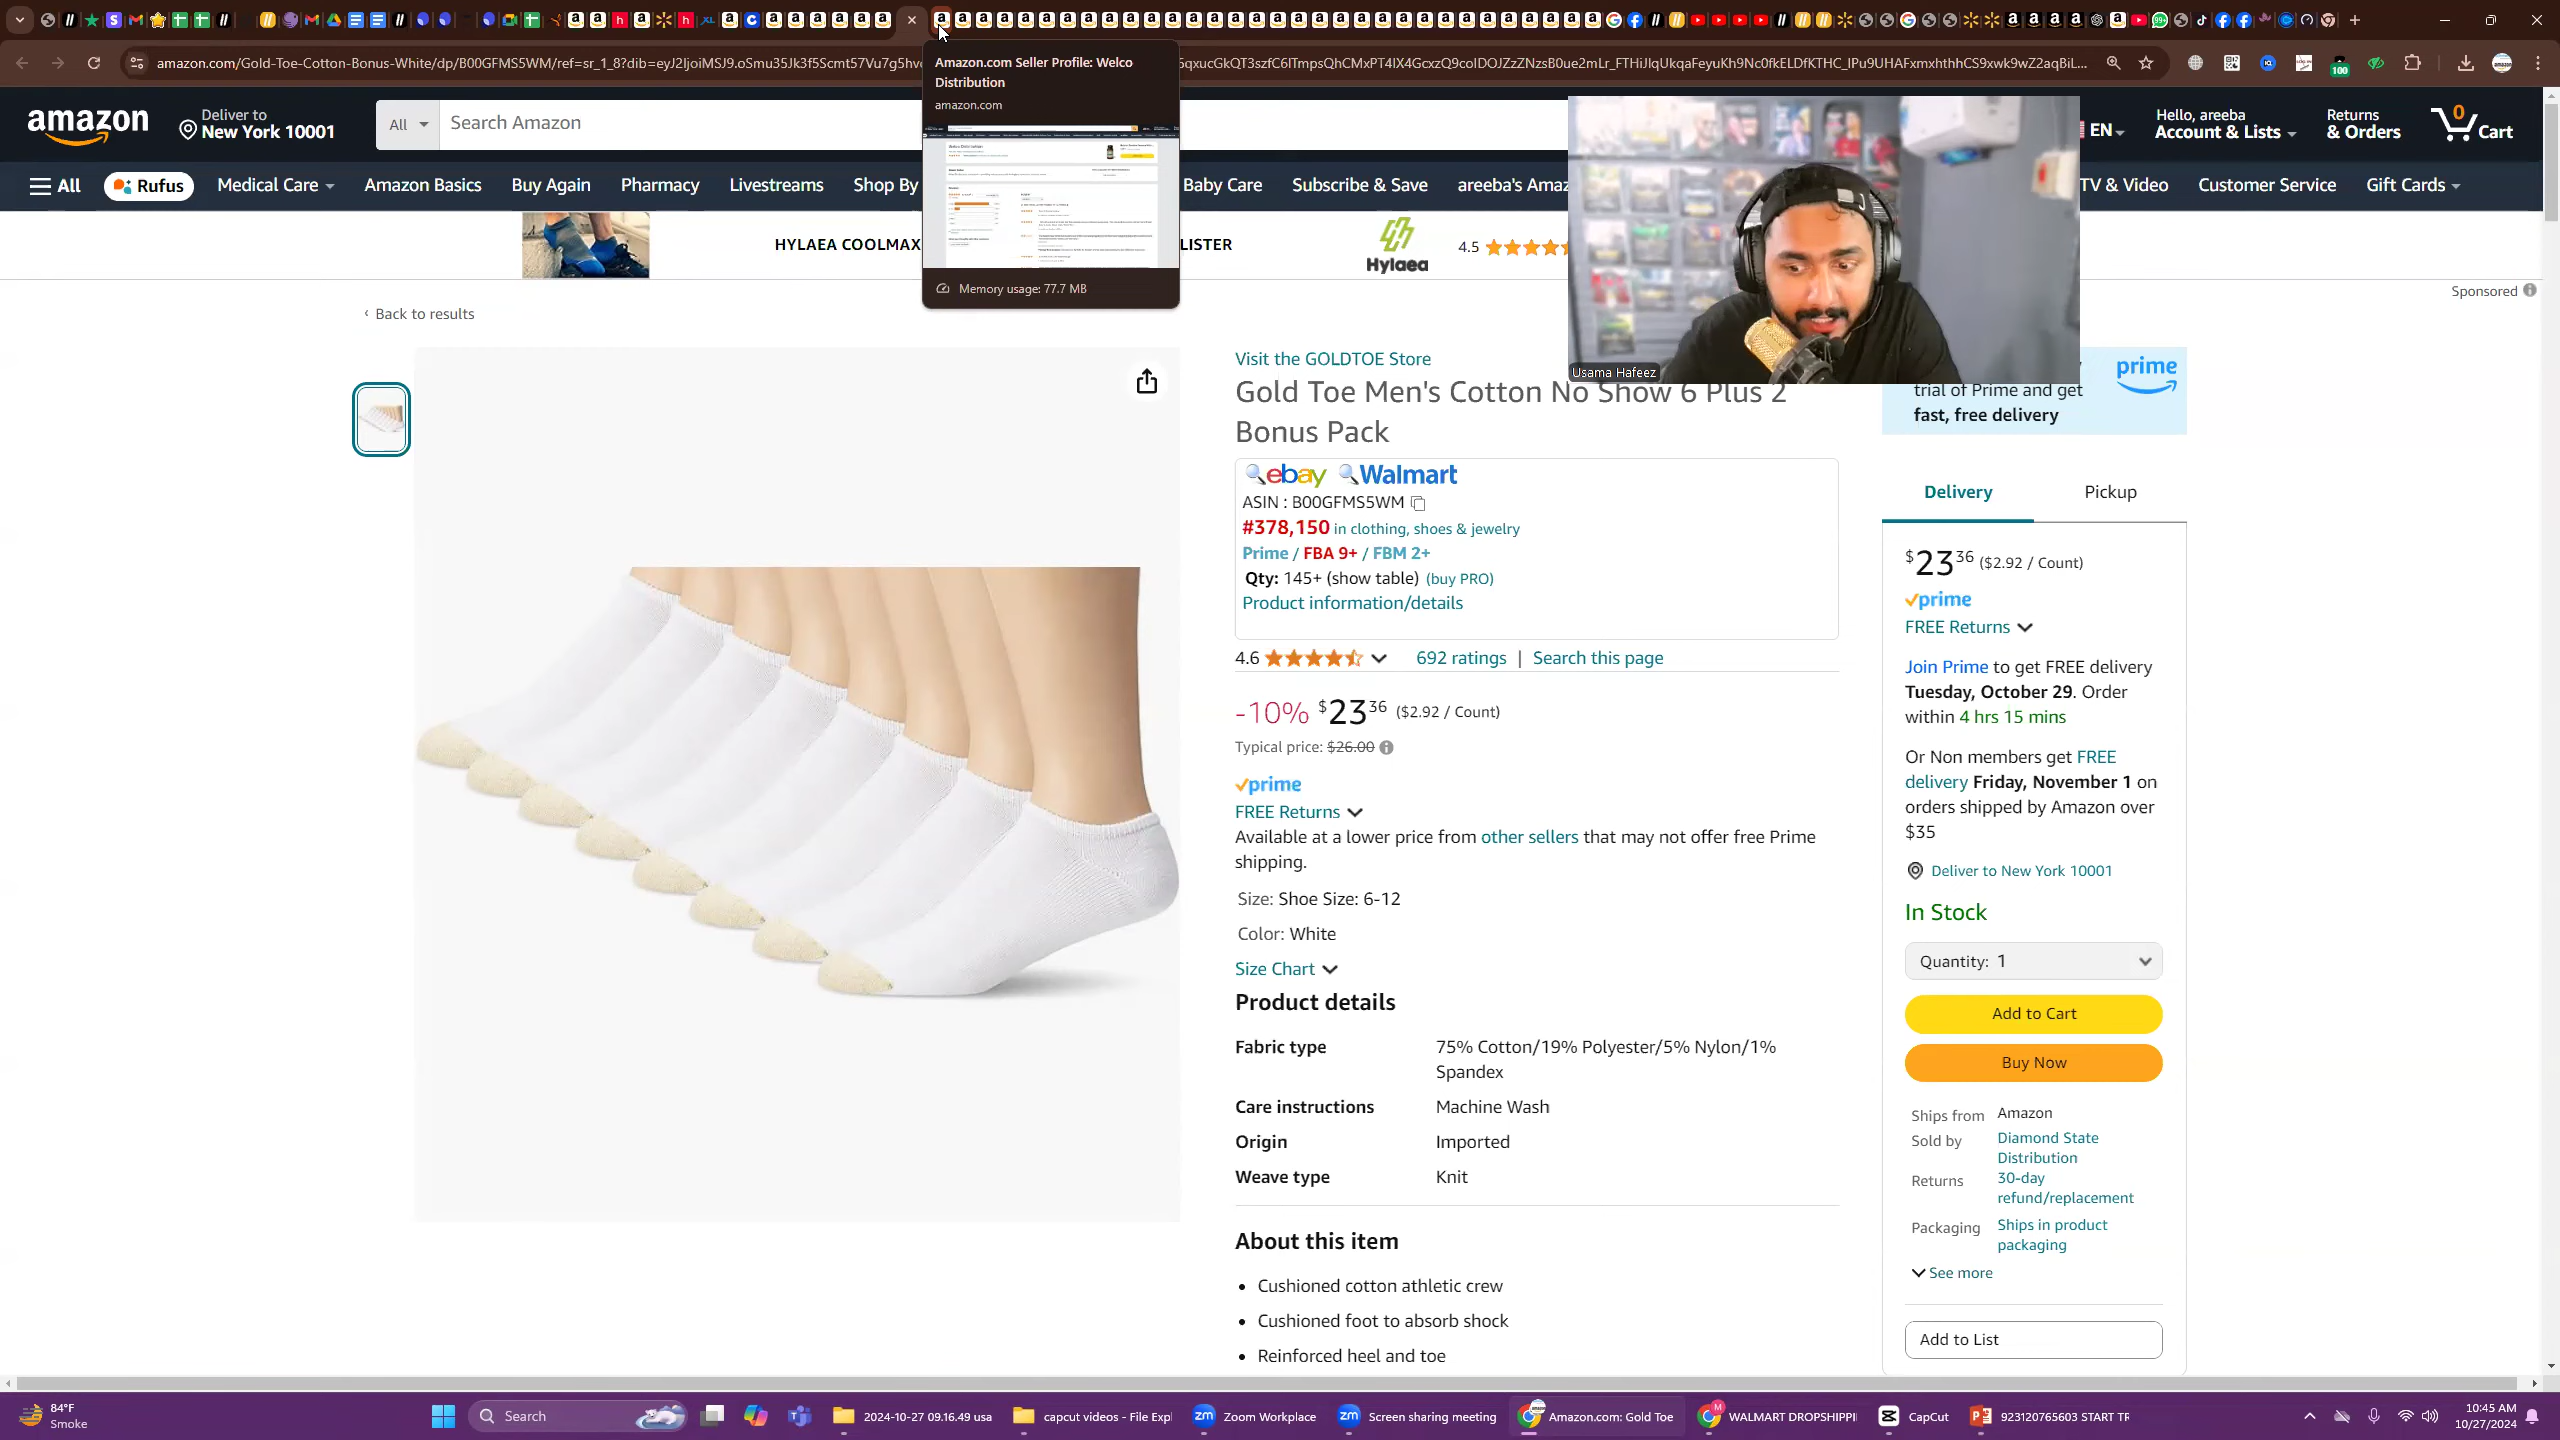 amazon.com/Gold-Toe-Cotton-Bonus-White/dp/B00GFMS5WM/ref=sr_1_8?dib=
100
Amazon.com Seller Profile: Welco
Distribution
amazon.com
Memory usage: 77.7 MB
amazon
Deliver to
New York 10001
All
Search Amazon
EN
Hello, areeba
Account & Lists
Returns
& Orders
0
Cart
All
Rufus
Medical Care
Amazon Basics
Buy Again
Pharmacy
Livestreams
Shop By
Baby Care
Subscribe & Save
areeba's Amaz
TV & Video
Customer Service
Gift Cards
HYLAEA COOLMAX
LISTER
Hylaea
4.5
Sponsored
‹ Back to results
Usama Hafeez
Visit the GOLDTOE Store
Gold Toe Men's Cotton No Show 6 Plus 2
Bonus Pack
ebay Walmart
ASIN : B00GFMS5WM
#378,150 in clothing, shoes & jewelry
Prime / FBA 9+ / FBM 2+
Qty: 145+ (show table) (buy PRO)
Product information/details
4.6
692 ratings | Search this page
-10% $23 36 ($2.92 / Count)
Typical price: $26.00
prime
FREE Returns
Available at a lower price from other sellers that may not offer free Prime
shipping.
Size: Shoe Size: 6-12
Color: White
Size Chart
Product details
Fabric type 75% Cotton/19% Polyester/5% Nylon/1%
Spandex
Care instructions Machine Wash
Origin Imported
Weave type Knit
About this item
• Cushioned cotton athletic crew
• Cushioned foot to absorb shock
• Reinforced heel and toe
trial of Prime and get
fast, free delivery
prime
Delivery
Pickup
$23 36 ($2.92 / Count)
prime
FREE Returns
Join Prime to get FREE delivery
Tuesday, October 29. Order
within 4 hrs 15 mins
Or Non members get FREE
delivery Friday, November 1 on
orders shipped by Amazon over
$35
Deliver to New York 10001
In Stock
Quantity: 1
Add to Cart
Buy Now
Ships from Amazon
Sold by Diamond State
Distribution
Returns 30-day
refund/replacement
Packaging Ships in product
packaging
See more
Add to List
84°F
Smoke
Search
2024-10-27 09.16.49 usa
capcut videos - File Expl
Zoom Workplace
Screen sharing meeting
Amazon.com: Gold Toe
WALMART DROPSHIPPI
CapCut
923120765603 START TR
10:45 AM
10/27/2024